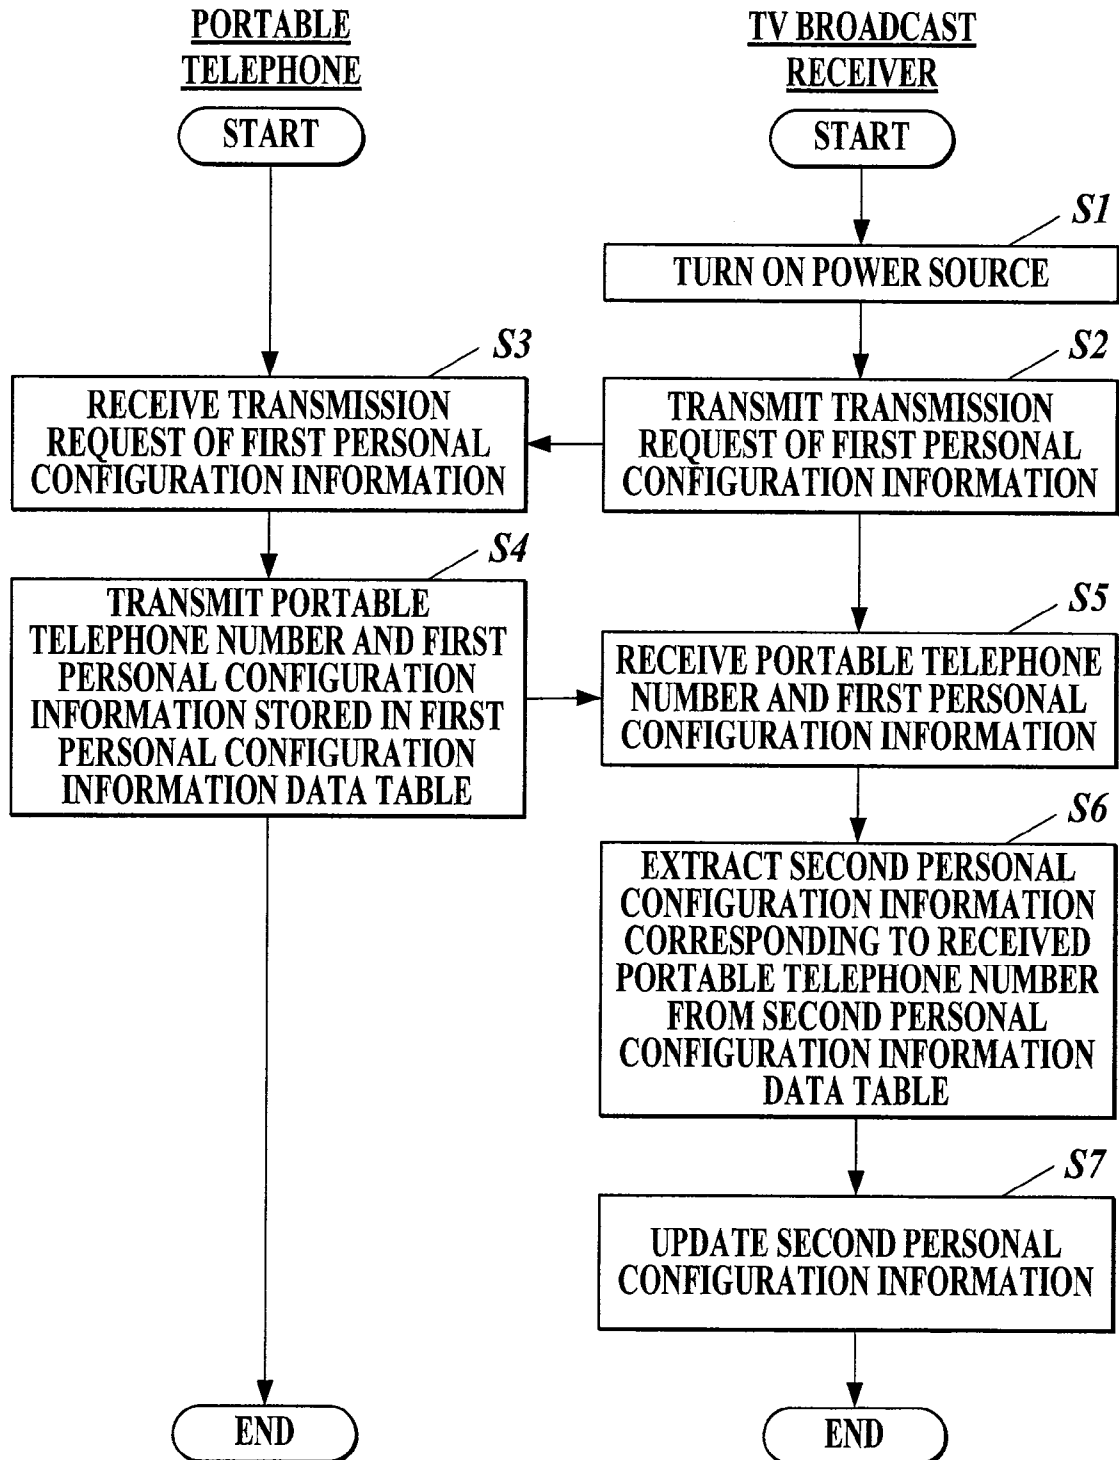 PORTABLE
TELEPHONE
START
S3
RECEIVE TRANSMISSION
REQUEST OF FIRST PERSONAL
CONFIGURATION INFORMATION
S4
TRANSMIT PORTABLE
TELEPHONE NUMBER AND FIRST
PERSONAL CONFIGURATION
INFORMATION STORED IN FIRST
PERSONAL CONFIGURATION
INFORMATION DATA TABLE
END
TV BROADCAST
RECEIVER
START
S1
TURN ON POWER SOURCE
S2
TRANSMIT TRANSMISSION
REQUEST OF FIRST PERSONAL
CONFIGURATION INFORMATION
S5
RECEIVE PORTABLE TELEPHONE
NUMBER AND FIRST PERSONAL
CONFIGURATION INFORMATION
S6
EXTRACT SECOND PERSONAL
CONFIGURATION INFORMATION
CORRESPONDING TO RECEIVED
PORTABLE TELEPHONE NUMBER
FROM SECOND PERSONAL
CONFIGURATION INFORMATION
DATA TABLE
S7
UPDATE SECOND PERSONAL
CONFIGURATION INFORMATION
END